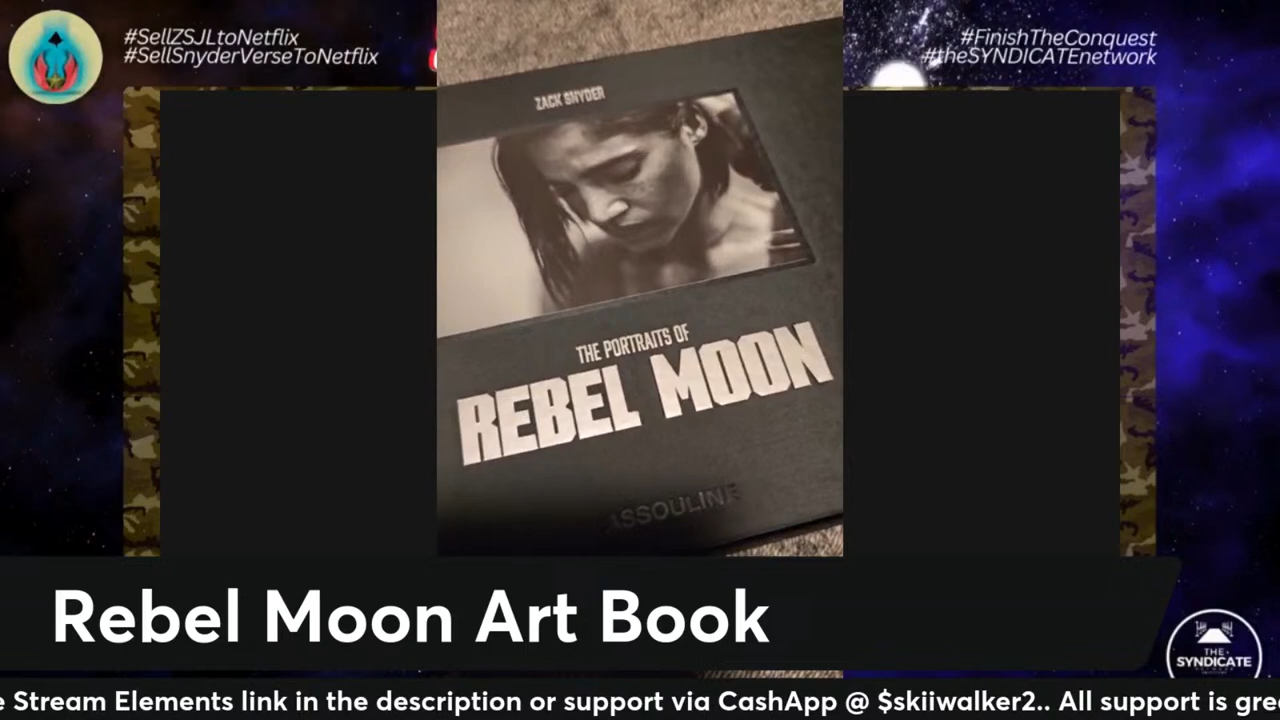 #SellZSJLtoNetflix
#SellSnyderVerseToNetflix
#FinishTheConquest
#theSYNDICATEnetwork
ZACK SNYDER
THE PORTRAITS OF
REBEL MOON
ASSOULINE
Rebel Moon Art Book
THE
SYNDICATE
e Stream Elements link in the description or support via CashApp @ $skiiwalker2.. All support is gre